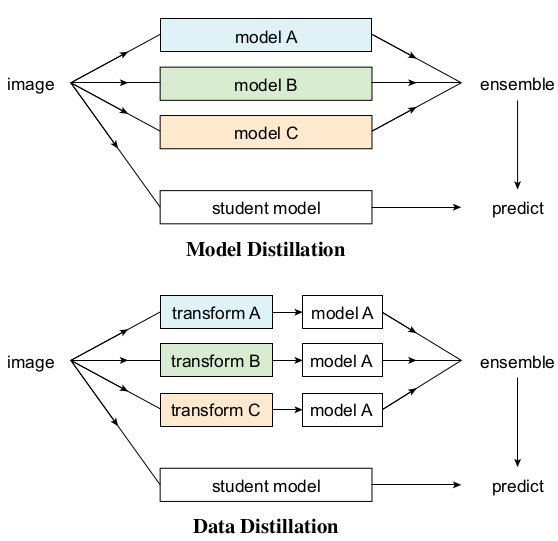 model A
image
model B
ensemble
model C
student model
predict
Model Distillation
transform A
model A
image
transform B
model A
ensemble
transform C
model A
student model
predict
Data Distillation